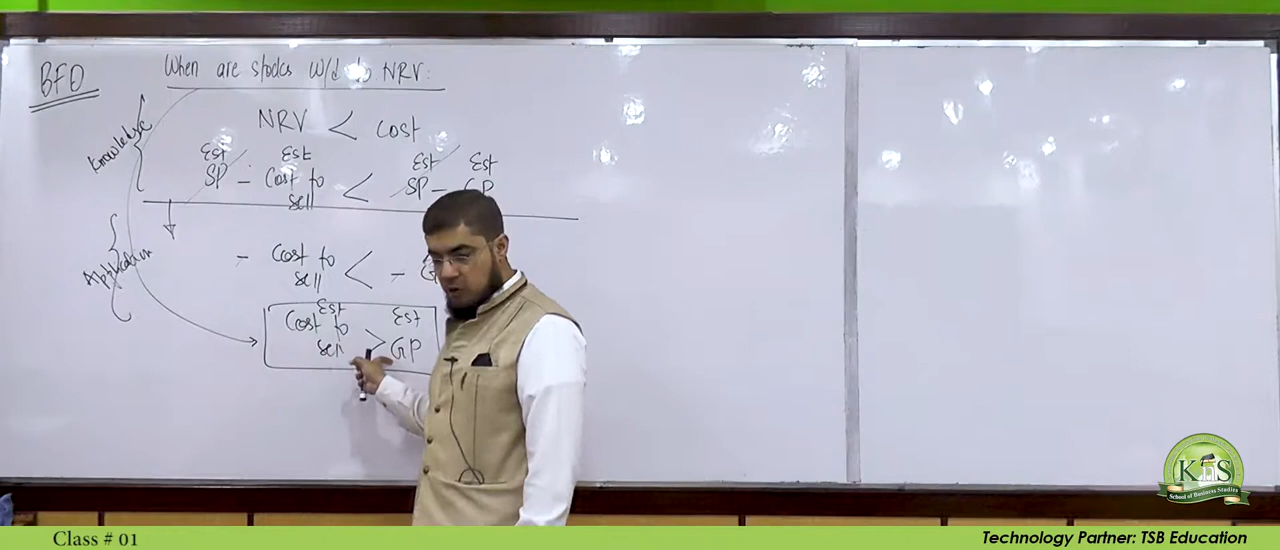 BFD
When are stocks W/d to NRV:
Knowledge
NRV < cost
Est Est Est Est
SP - Cost to sell < SP - GP
Application
- Cost to sell < - G
Est Est
Cost to sell > GP
KnS
School of Business Studies
Class # 01
Technology Partner: TSB Education